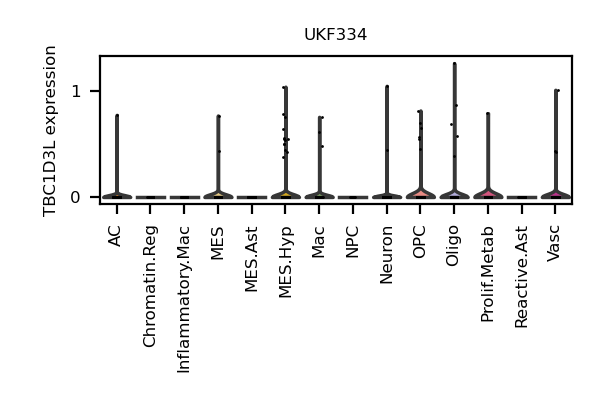 UKF334
TBC1D3L expression
1
0
AC
Chromatin.Reg
Inflammatory.Mac
MES
MES.Ast
MES.Hyp
Mac
NPC
Neuron
OPC
Oligo
Prolif.Metab
Reactive.Ast
Vasc